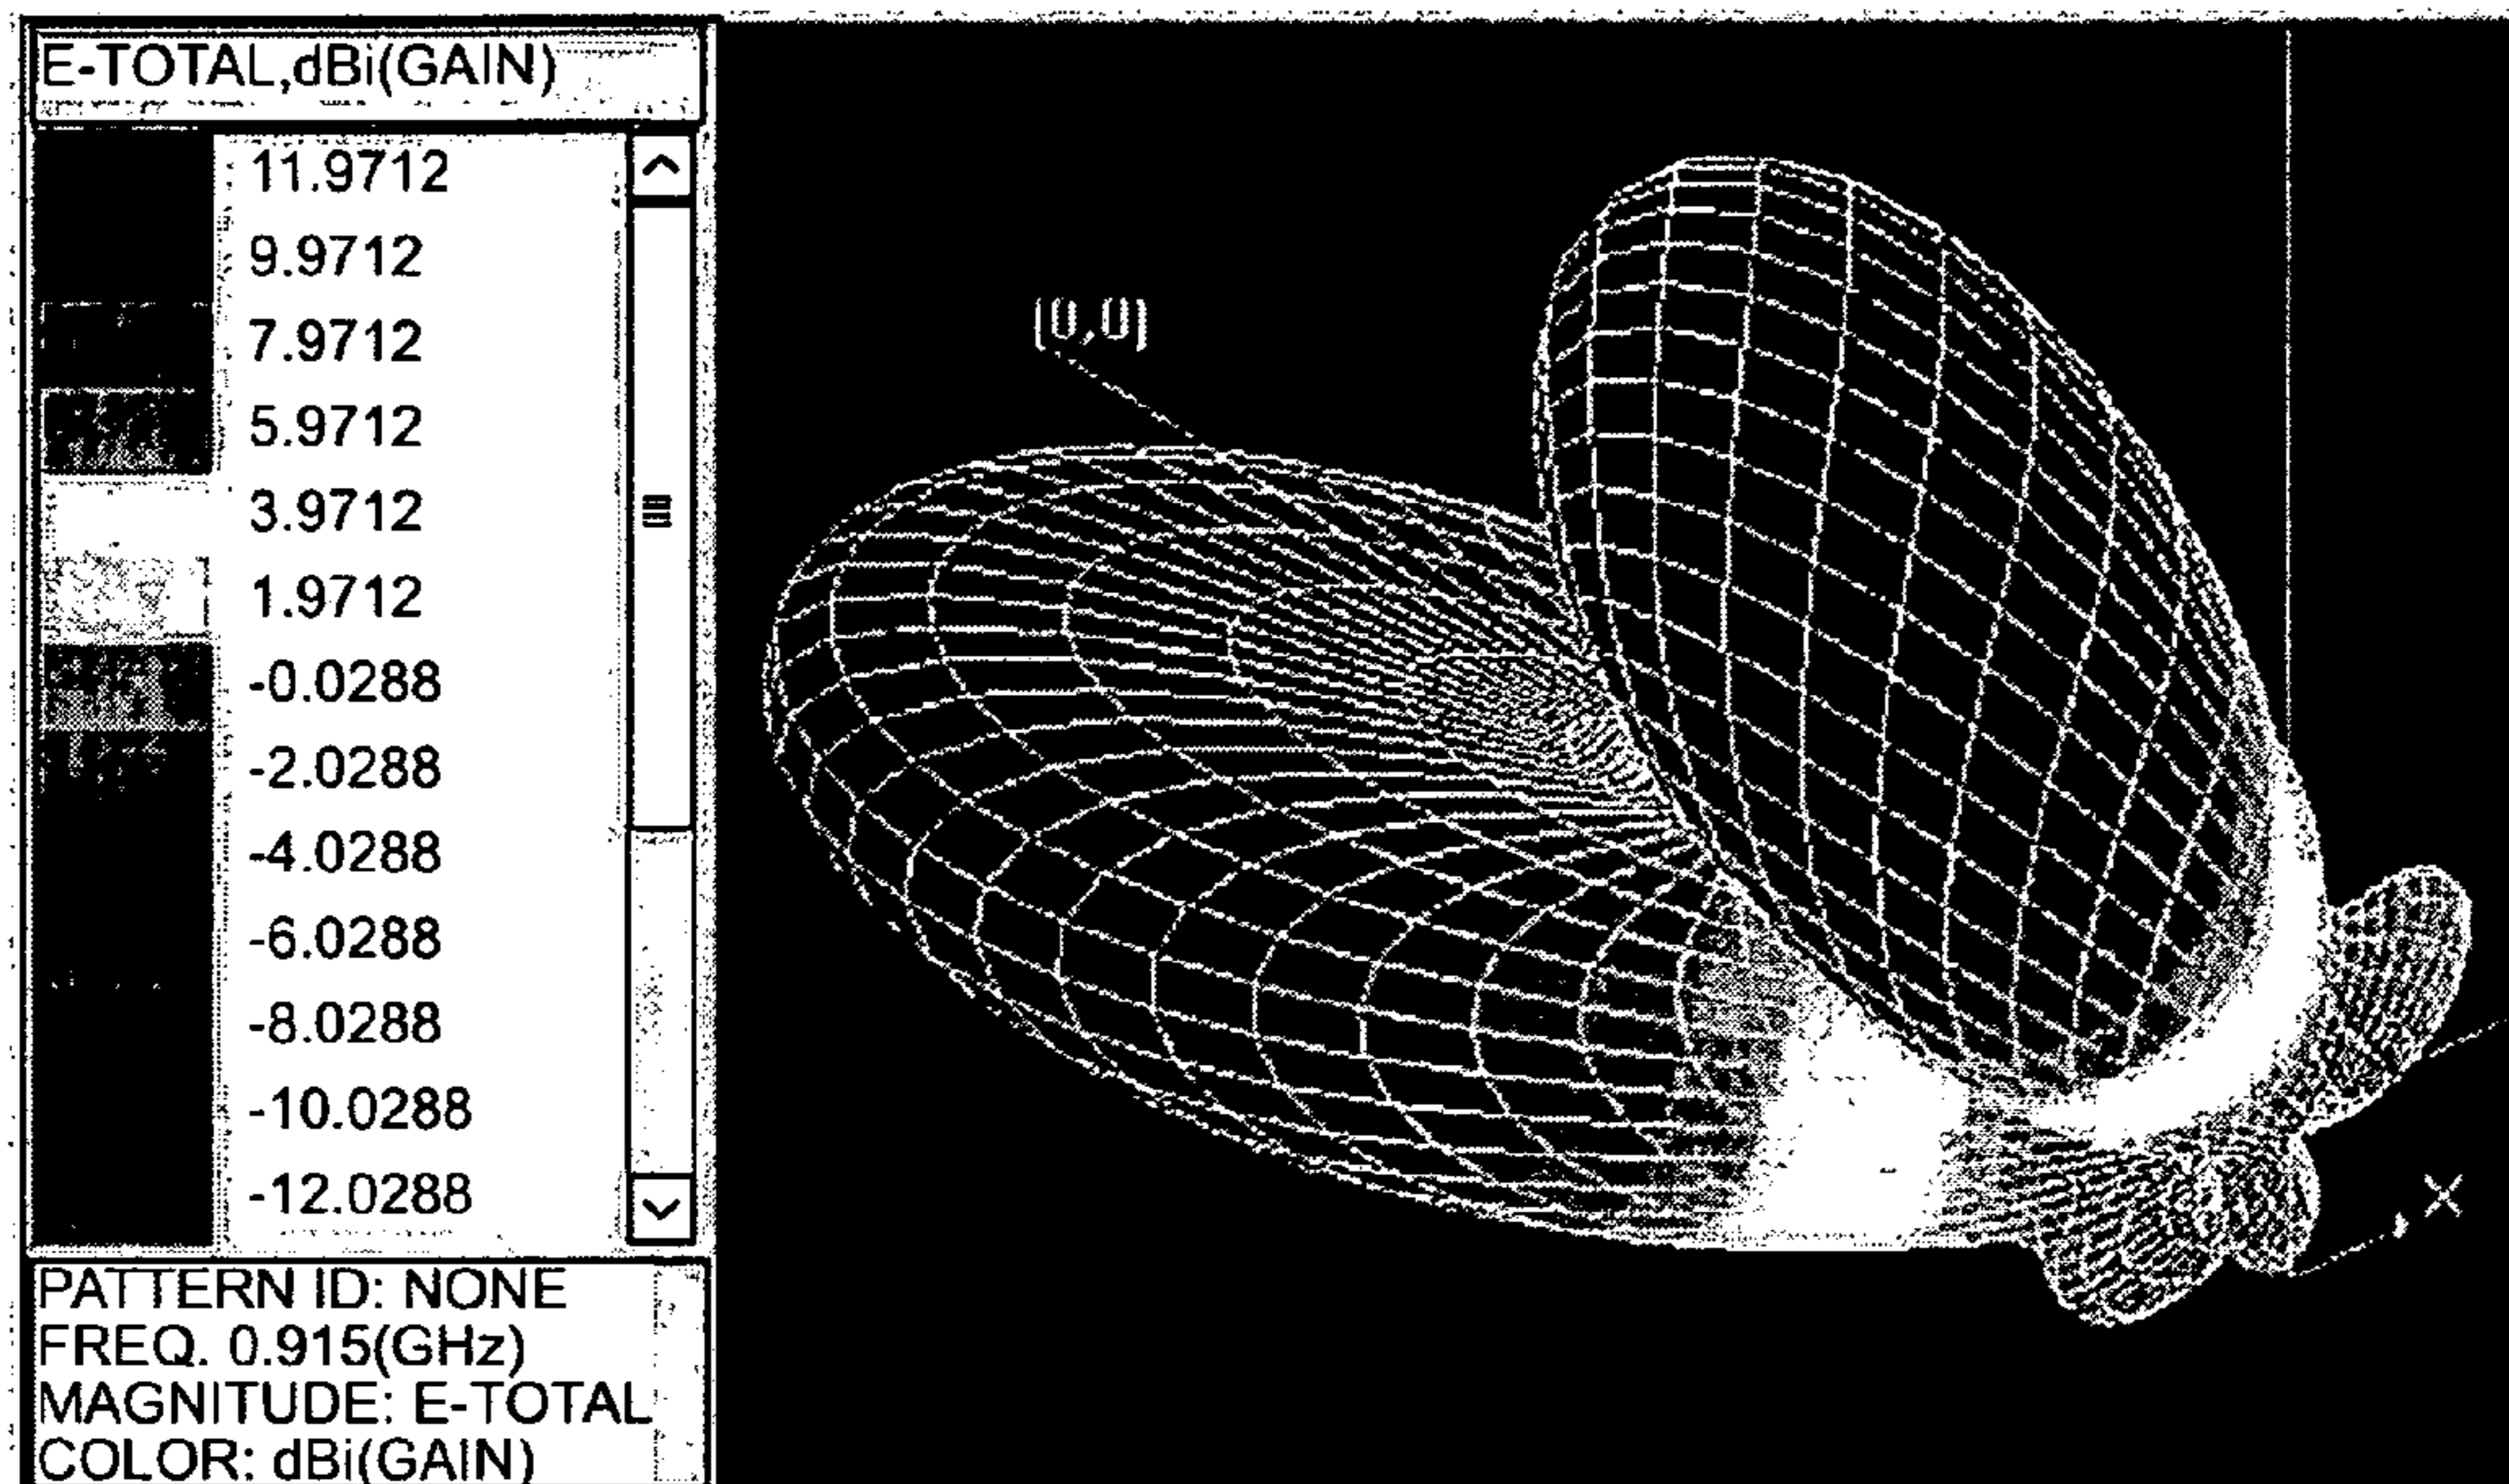 E-TOTAL,dBi(GAIN)
11.9712
9.9712
7.9712
5.9712
3.9712
1.9712
-0.0288
-2.0288
-4.0288
-6.0288
-8.0288
-10.0288
-12.0288
PATTERN ID: NONE
FREQ. 0.915(GHz)
MAGNITUDE: E-TOTAL
COLOR: dBi(GAIN)
(0,0)
X